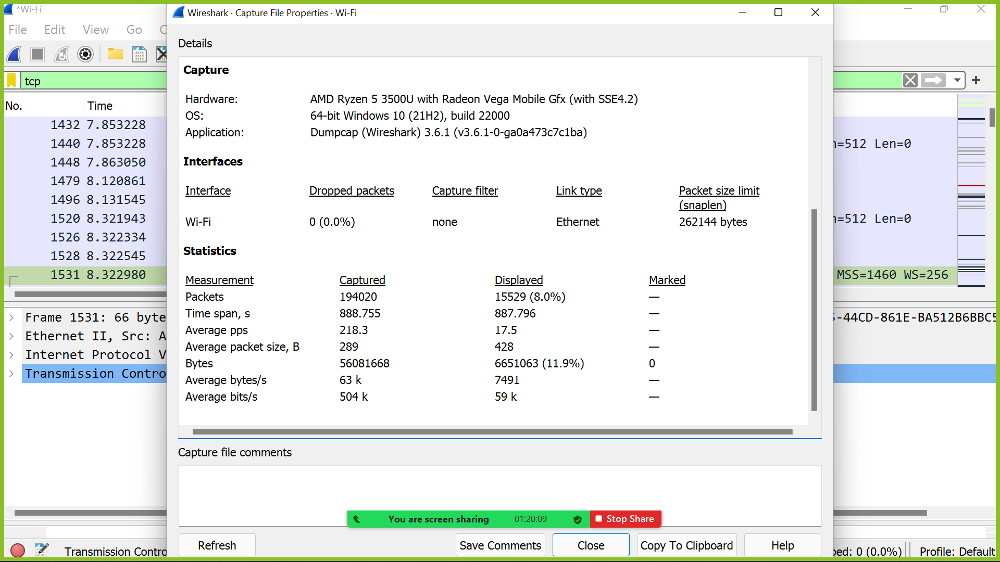 *Wi-Fi
Wireshark · Capture File Properties · Wi-Fi
File Edit View Go
Details
Capture
Hardware: AMD Ryzen 5 3500U with Radeon Vega Mobile Gfx (with SSE4.2)
OS: 64-bit Windows 10 (21H2), build 22000
Application: Dumpcap (Wireshark) 3.6.1 (v3.6.1-0-ga0a473c7c1ba)
Interfaces
Interface Dropped packets Capture filter Link type Packet size limit
(snaplen)
Wi-Fi 0 (0.0%) none Ethernet 262144 bytes
Statistics
Measurement Captured Displayed Marked
Packets 194020 15529 (8.0%) —
Time span, s 888.755 887.796 —
Average pps 218.3 17.5 —
Average packet size, B 289 428 —
Bytes 56081668 6651063 (11.9%) 0
Average bytes/s 63 k 7491 —
Average bits/s 504 k 59 k —
Capture file comments
You are screen sharing 01:20:09 Stop Share
Refresh Save Comments Close Copy To Clipboard Help
tcp
No. Time
1432 7.853228
1440 7.853228 =512 Len=0
1448 7.863050
1479 8.120861
1496 8.131545
1520 8.321943 =512 Len=0
1526 8.322334
1528 8.322545
1531 8.322980 MSS=1460 WS=256
Frame 1531: 66 byte -44CD-861E-BA512B6BBC5
Ethernet II, Src: A
Internet Protocol V
Transmission Contro
Transmission Contro ped: 0 (0.0%) Profile: Default